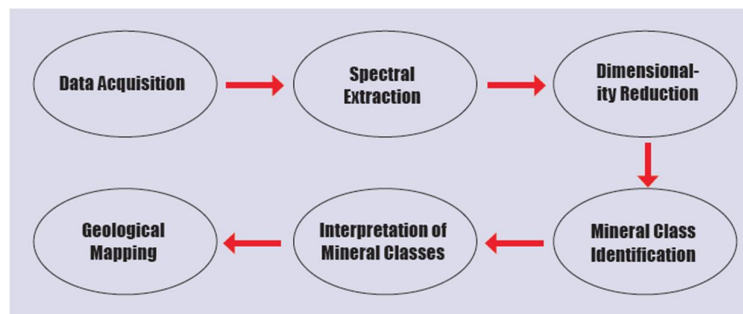 Data Acquisition
Spectral
Extraction
Dimensional-
ity Reduction
Mineral Class
Identification
Interpretation of
Mineral Classes
Geological
Mapping